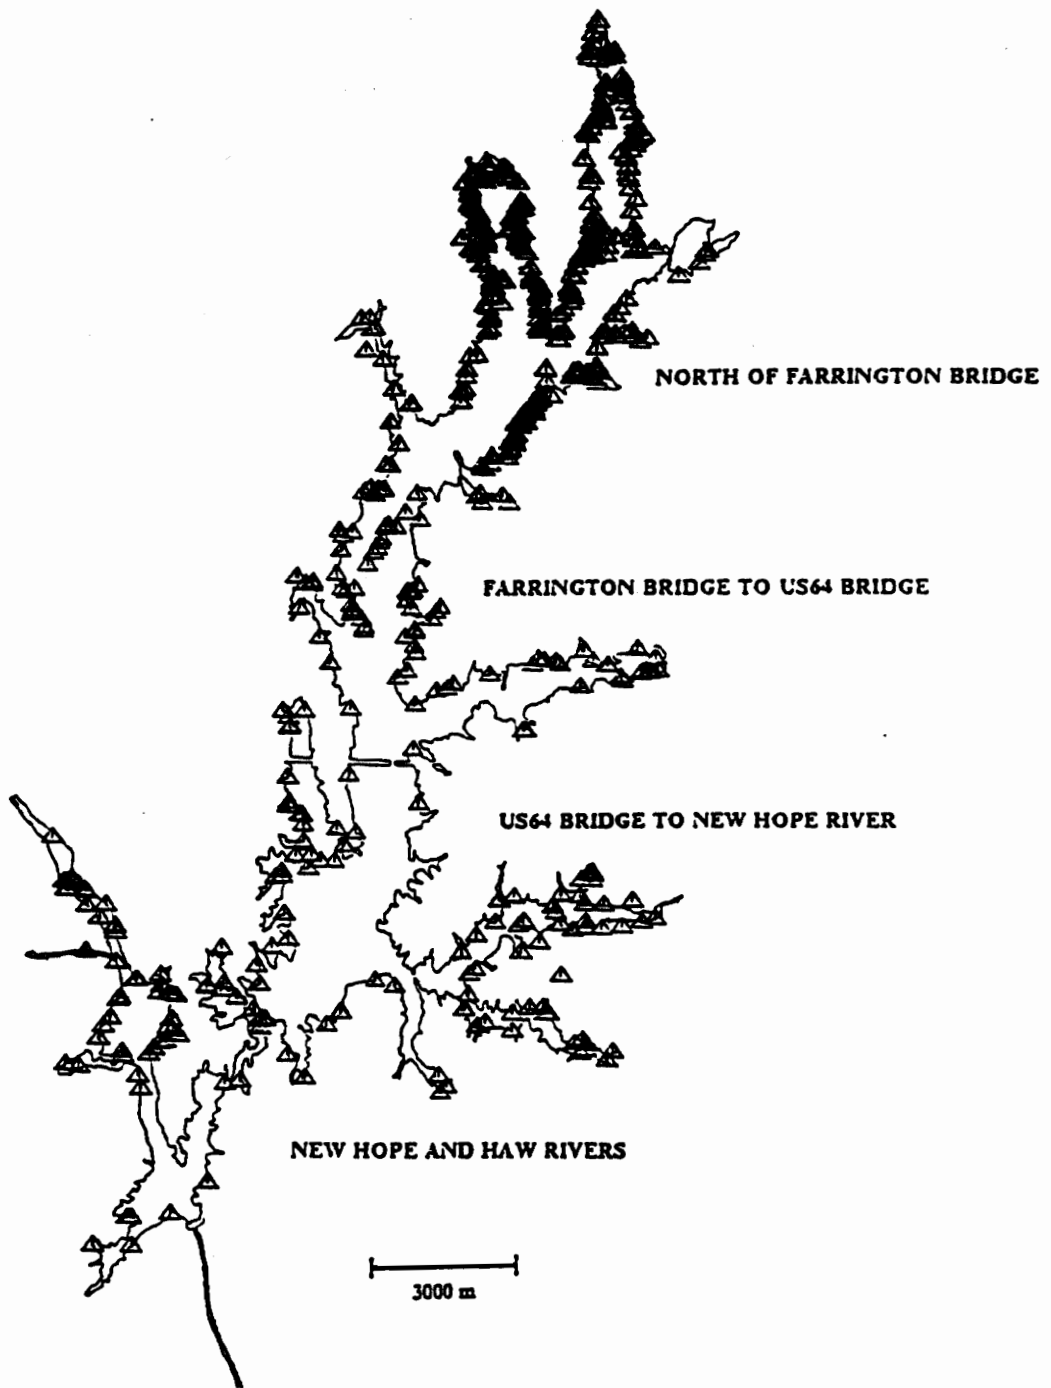 NORTH OF FARRINGTON BRIDGE
FARRINGTON BRIDGE TO US64 BRIDGE
US64 BRIDGE TO NEW HOPE RIVER
NEW HOPE AND HAW RIVERS
3000 m